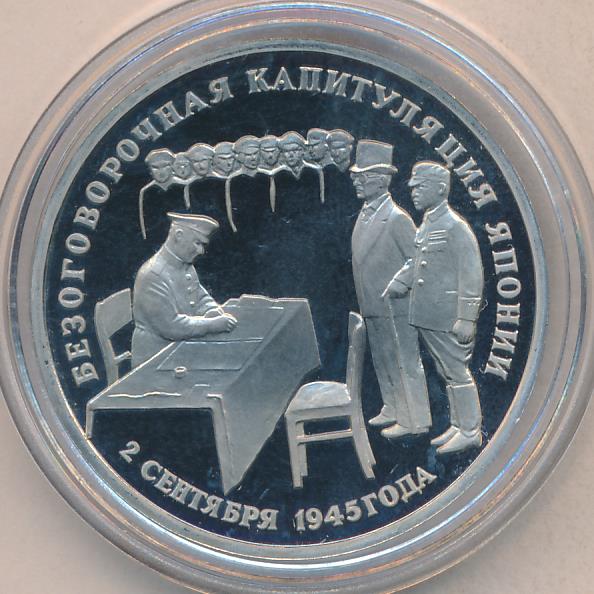 БЕЗОГОВОРОЧНАЯ КАПИТУЛЯЦИЯ ЯПОНИИ
2 СЕНТЯБРЯ 1945 ГОДА